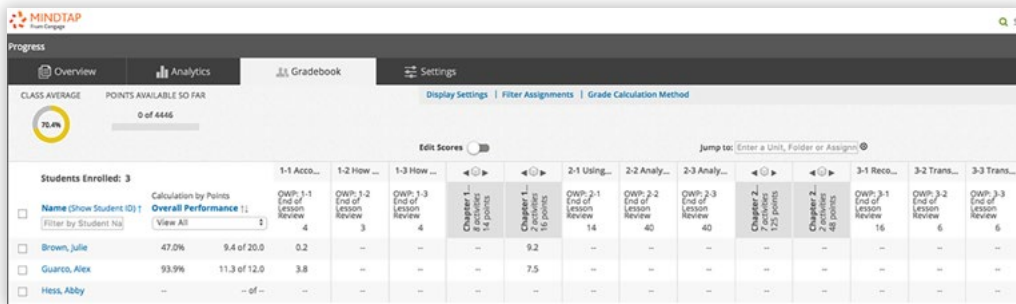 MINDTAP
From Cengage
S
Progress
Overview
Analytics
Gradebook
Settings
CLASS AVERAGE
POINTS AVAILABLE SO FAR
Display Settings | Filter Assignments | Grade Calculation Method
70.4%
0 of 4446
Edit Scores
Jump to: Enter a Unit, Folder or Assignm
Students Enrolled: 3
1-1 Acco... 1-2 How ... 1-3 How ... 2-1 Using... 2-2 Analy... 2-3 Analy... 3-1 Reco... 3-2 Trans... 3-3 Trans...
Name (Show Student ID) ↑
Filter by Student Na
Calculation by Points
Overall Performance ↑↓
View All
OWP: 1-1
End of
Lesson
Review
4
OWP: 1-2
End of
Lesson
Review
3
OWP: 1-3
End of
Lesson
Review
4
Chapter 1...
8 activities
14 points
Chapter 1...
2 activities
16 points
OWP: 2-1
End of
Lesson
Review
14
OWP: 2-2
End of
Lesson
Review
40
OWP: 2-3
End of
Lesson
Review
40
Chapter 2...
7 activities
125 points
Chapter 2...
2 activities
48 points
OWP: 3-1
End of
Lesson
Review
16
OWP: 3-2
End of
Lesson
Review
6
OWP: 3-3
End of
Lesson
Review
6
Brown, Julie 47.0% 9.4 of 20.0 0.2 -- -- -- 9.2 -- -- -- -- -- -- -- --
Guarco, Alex 93.9% 11.3 of 12.0 3.8 -- -- -- 7.5 -- -- -- -- -- -- -- --
Hess, Abby -- -- of -- -- -- -- -- -- -- -- -- -- -- -- -- --